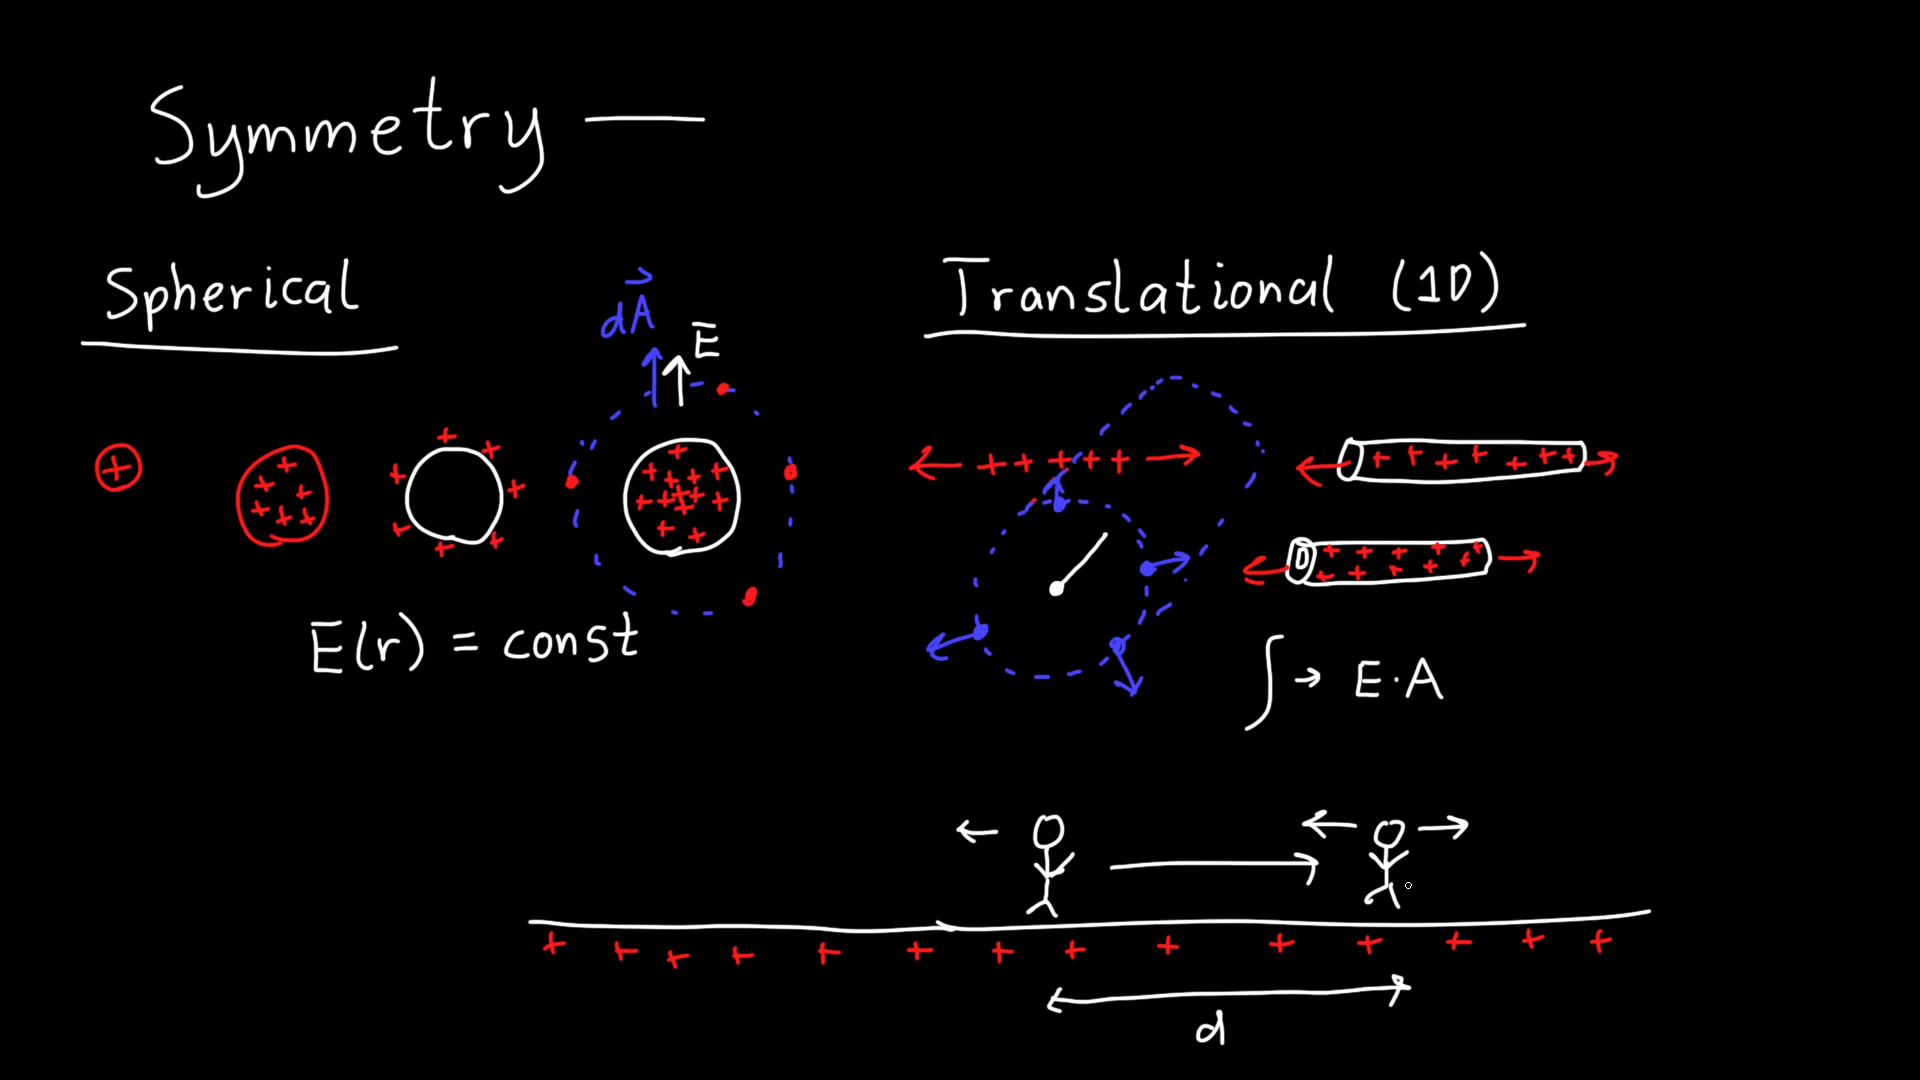 Symmetry —
Spherical
Translational (1D)
dA⃗
E
E(r) = const
∫ → E · A
d